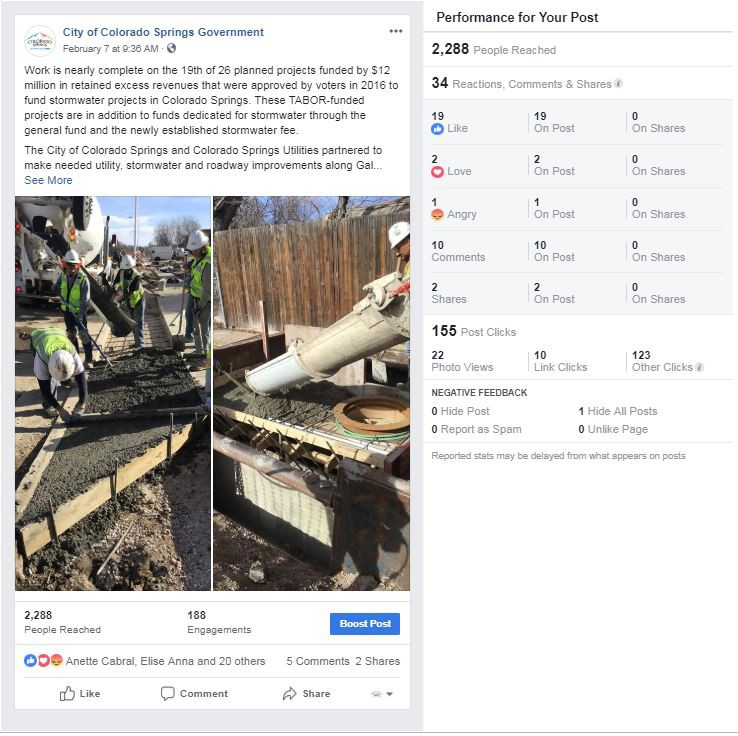 City of Colorado Springs Government
February 7 at 9:36 AM ·
COLORADO
SPRINGS
Work is nearly complete on the 19th of 26 planned projects funded by $12
million in retained excess revenues that were approved by voters in 2016 to
fund stormwater projects in Colorado Springs. These TABOR-funded
projects are in addition to funds dedicated for stormwater through the
general fund and the newly established stormwater fee.
The City of Colorado Springs and Colorado Springs Utilities partnered to
make needed utility, stormwater and roadway improvements along Gal...
See More
2,288 188
People Reached Engagements Boost Post
Anette Cabral, Elise Anna and 20 others 5 Comments 2 Shares
Like Comment Share
Performance for Your Post
2,288 People Reached
34 Reactions, Comments & Shares
19 19 0
Like On Post On Shares
2 2 0
Love On Post On Shares
1 1 0
Angry On Post On Shares
10 10 0
Comments On Post On Shares
2 2 0
Shares On Post On Shares
155 Post Clicks
22 10 123
Photo Views Link Clicks Other Clicks
NEGATIVE FEEDBACK
0 Hide Post 1 Hide All Posts
0 Report as Spam 0 Unlike Page
Reported stats may be delayed from what appears on posts